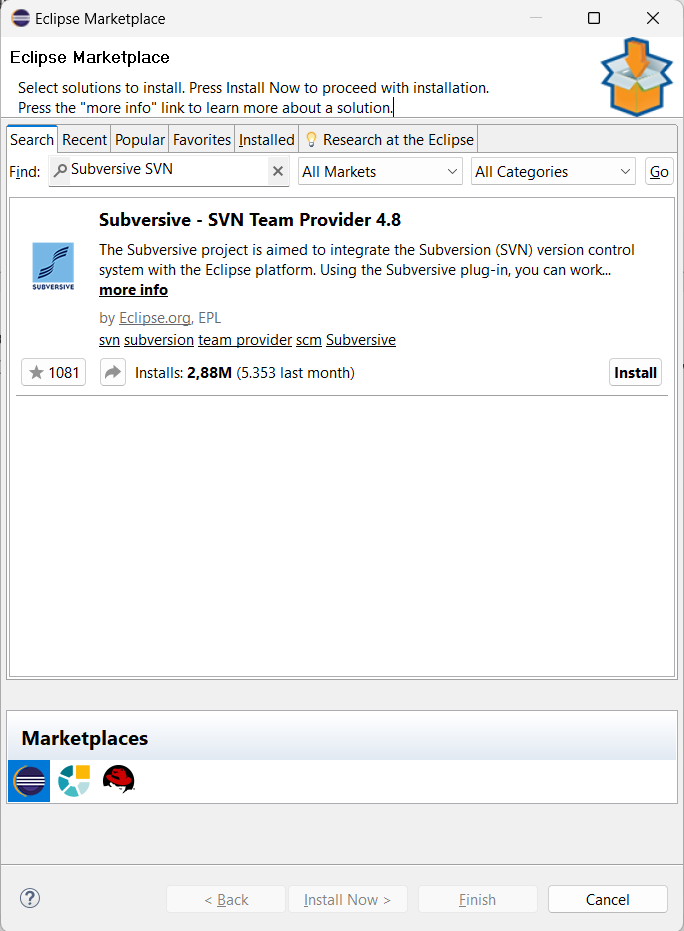 Eclipse Marketplace
Eclipse Marketplace
Select solutions to install. Press Install Now to proceed with installation.
Press the "more info" link to learn more about a solution.
Search Recent Popular Favorites Installed Research at the Eclipse
Find: Subversive SVN All Markets All Categories Go
Subversive - SVN Team Provider 4.8
The Subversive project is aimed to integrate the Subversion (SVN) version control
system with the Eclipse platform. Using the Subversive plug-in, you can work...
more info
SUBVERSIVE
by Eclipse.org, EPL
svn subversion team provider scm Subversive
1081 Installs: 2,88M (5.353 last month) Install
Marketplaces
? < Back Install Now > Finish Cancel